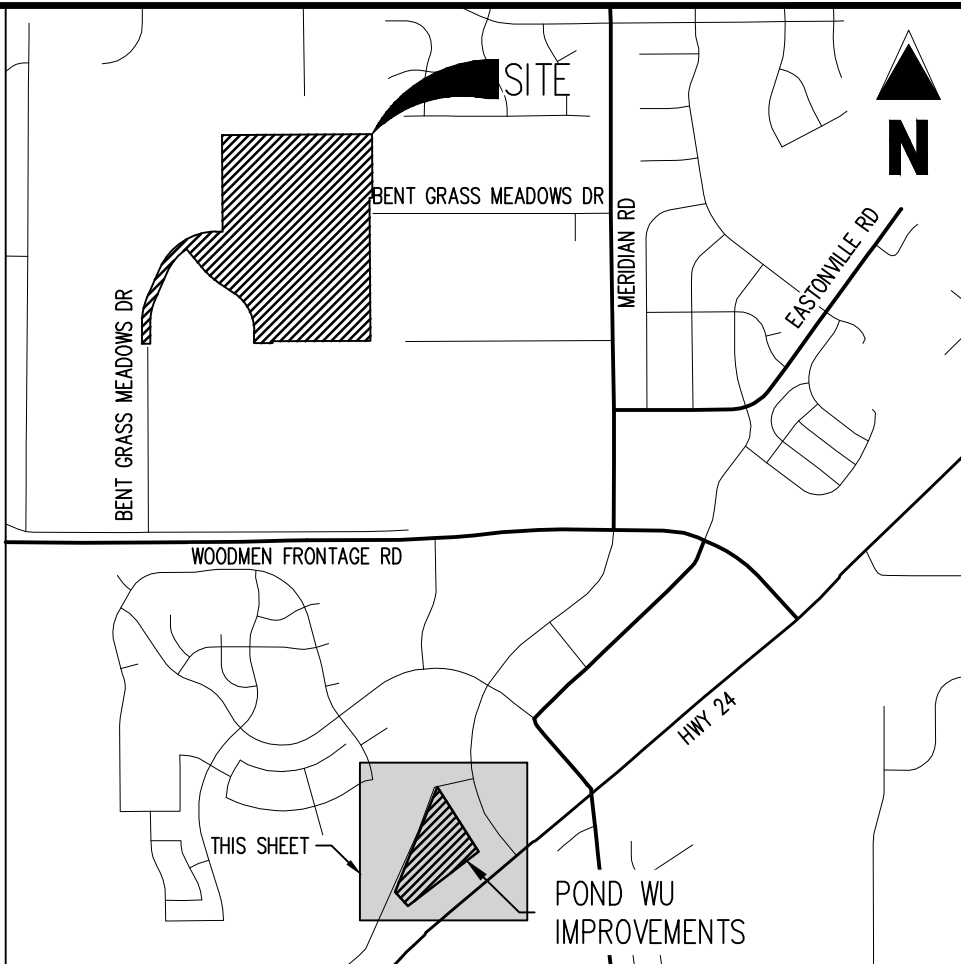 SITE
N
BENT GRASS MEADOWS DR
MERIDIAN RD
EASTONVILLE RD
BENT GRASS MEADOWS DR
WOODMEN FRONTAGE RD
HWY 24
THIS SHEET
POND WU
IMPROVEMENTS